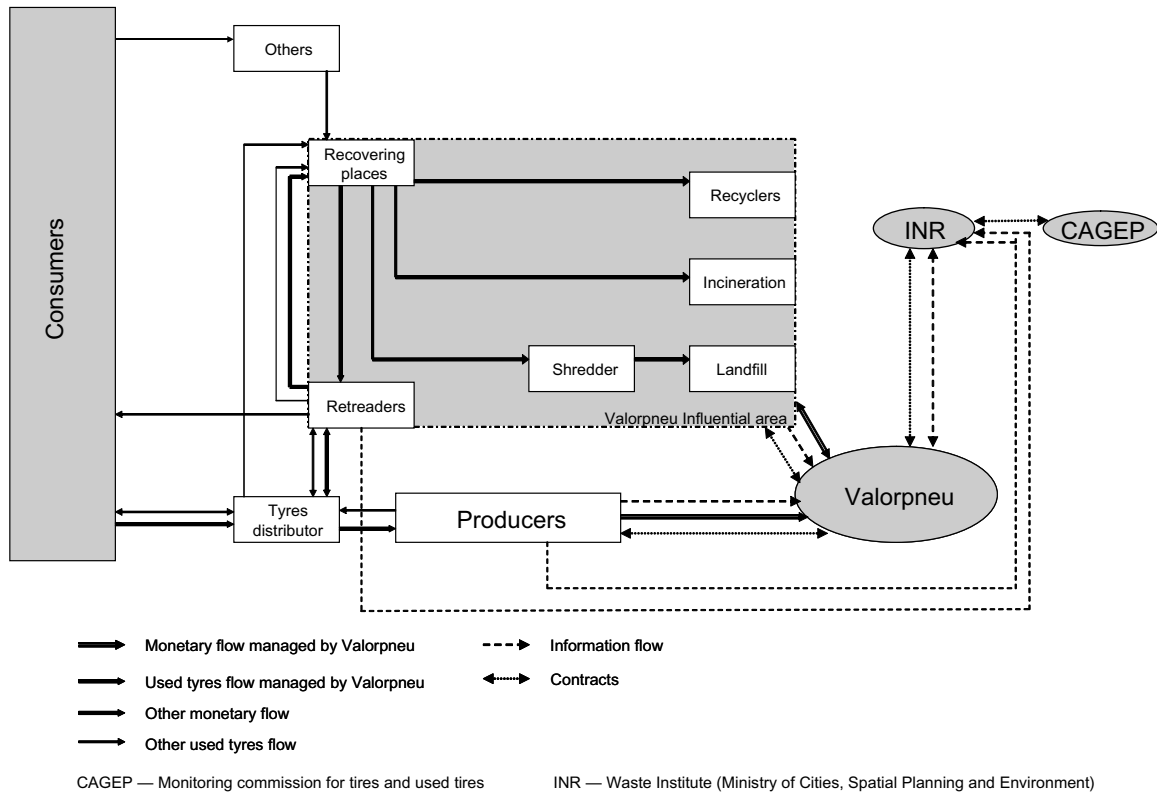 Others
Recovering
places
Recyclers
INR
CAGEP
Consumers
Incineration
Shredder
Landfill
Retreaders
Valorpneu Influential area
Valorpneu
Tyres
distributor
Producers
Monetary flow managed by Valorpneu
Information flow
Used tyres flow managed by Valorpneu
Contracts
Other monetary flow
Other used tyres flow
CAGEP — Monitoring commission for tires and used tires
INR — Waste Institute (Ministry of Cities, Spatial Planning and Environment)